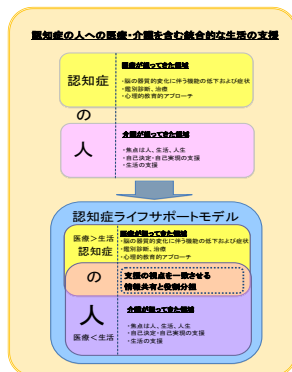 認知症の人への医療・介護を含む統合的な生活の支援
医療が担ってきた領域
認知症
・脳の器質的変化に伴う機能の低下および症状
・鑑別診断、治療
・心理的教育的アプローチ
の
介護が担ってきた領域
人
・焦点は人、生活、人生
・自己決定・自己実現の支援
・生活の支援
認知症ライフサポートモデル
医療が担ってきた領域
医療＞生活
・脳の器質的変化に伴う機能の低下および症状
認知症
・鑑別診断、治療
・心理的教育的アプローチ
の
支援の視点を一致させる
情報共有と役割分担
人
介護が担ってきた領域
・焦点は人、生活、人生
・自己決定・自己実現の支援
医療＜生活
・生活の支援